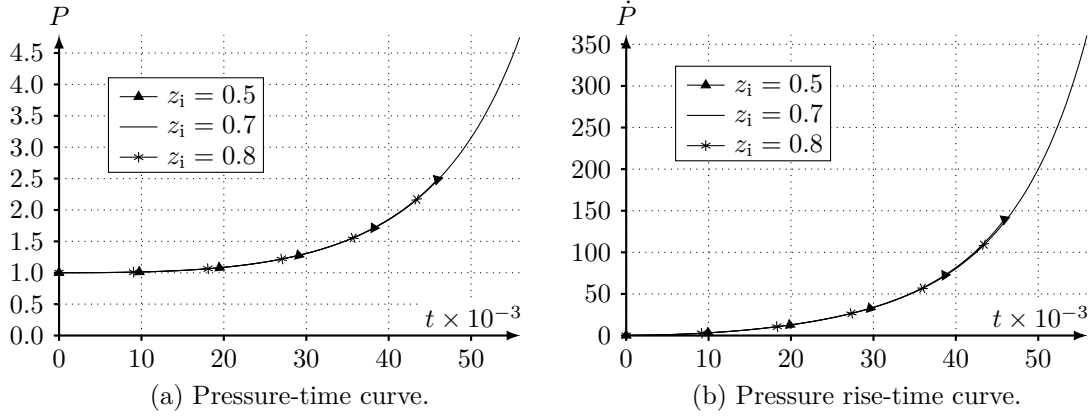 P
4.5
4.0
3.5
3.0
2.5
2.0
1.5
1.0
0.5
0.0
z_i = 0.5
z_i = 0.7
z_i = 0.8
t × 10^{-3}
0 10 20 30 40 50
(a) Pressure-time curve.
Ṗ
350
300
250
200
150
100
50
0
z_i = 0.5
z_i = 0.7
z_i = 0.8
t × 10^{-3}
0 10 20 30 40 50
(b) Pressure rise-time curve.